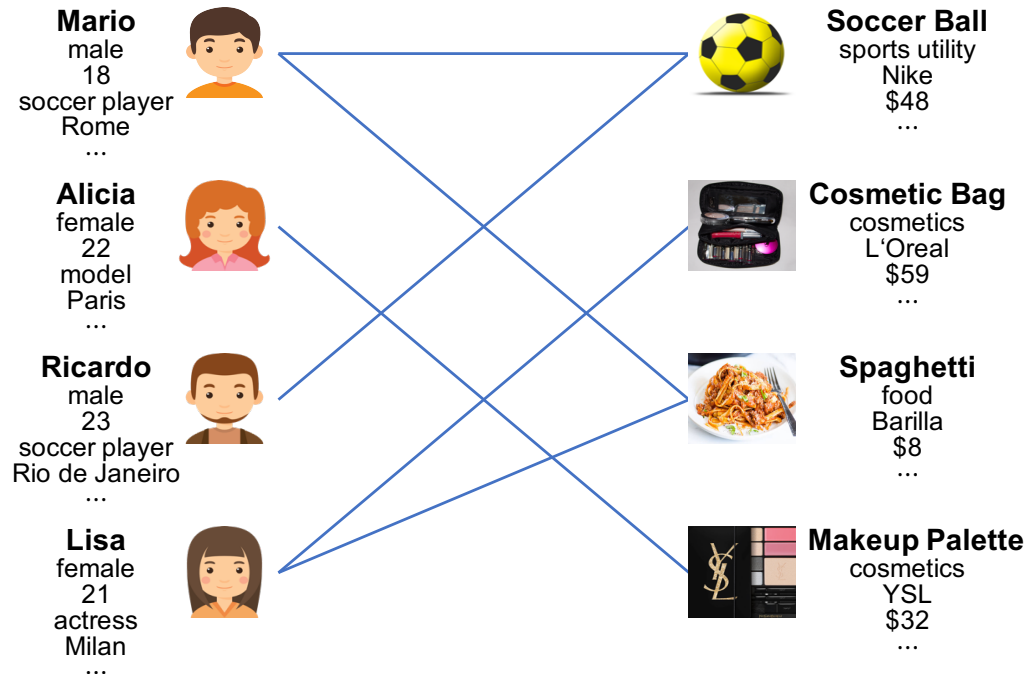 Mario
male
18
soccer player
Rome
...
Alicia
female
22
model
Paris
...
Ricardo
male
23
soccer player
Rio de Janeiro
...
Lisa
female
21
actress
Milan
...
Soccer Ball
sports utility
Nike
$48
...
Cosmetic Bag
cosmetics
L‘Oreal
$59
...
Spaghetti
food
Barilla
$8
...
YSL
Makeup Palette
cosmetics
YSL
$32
...